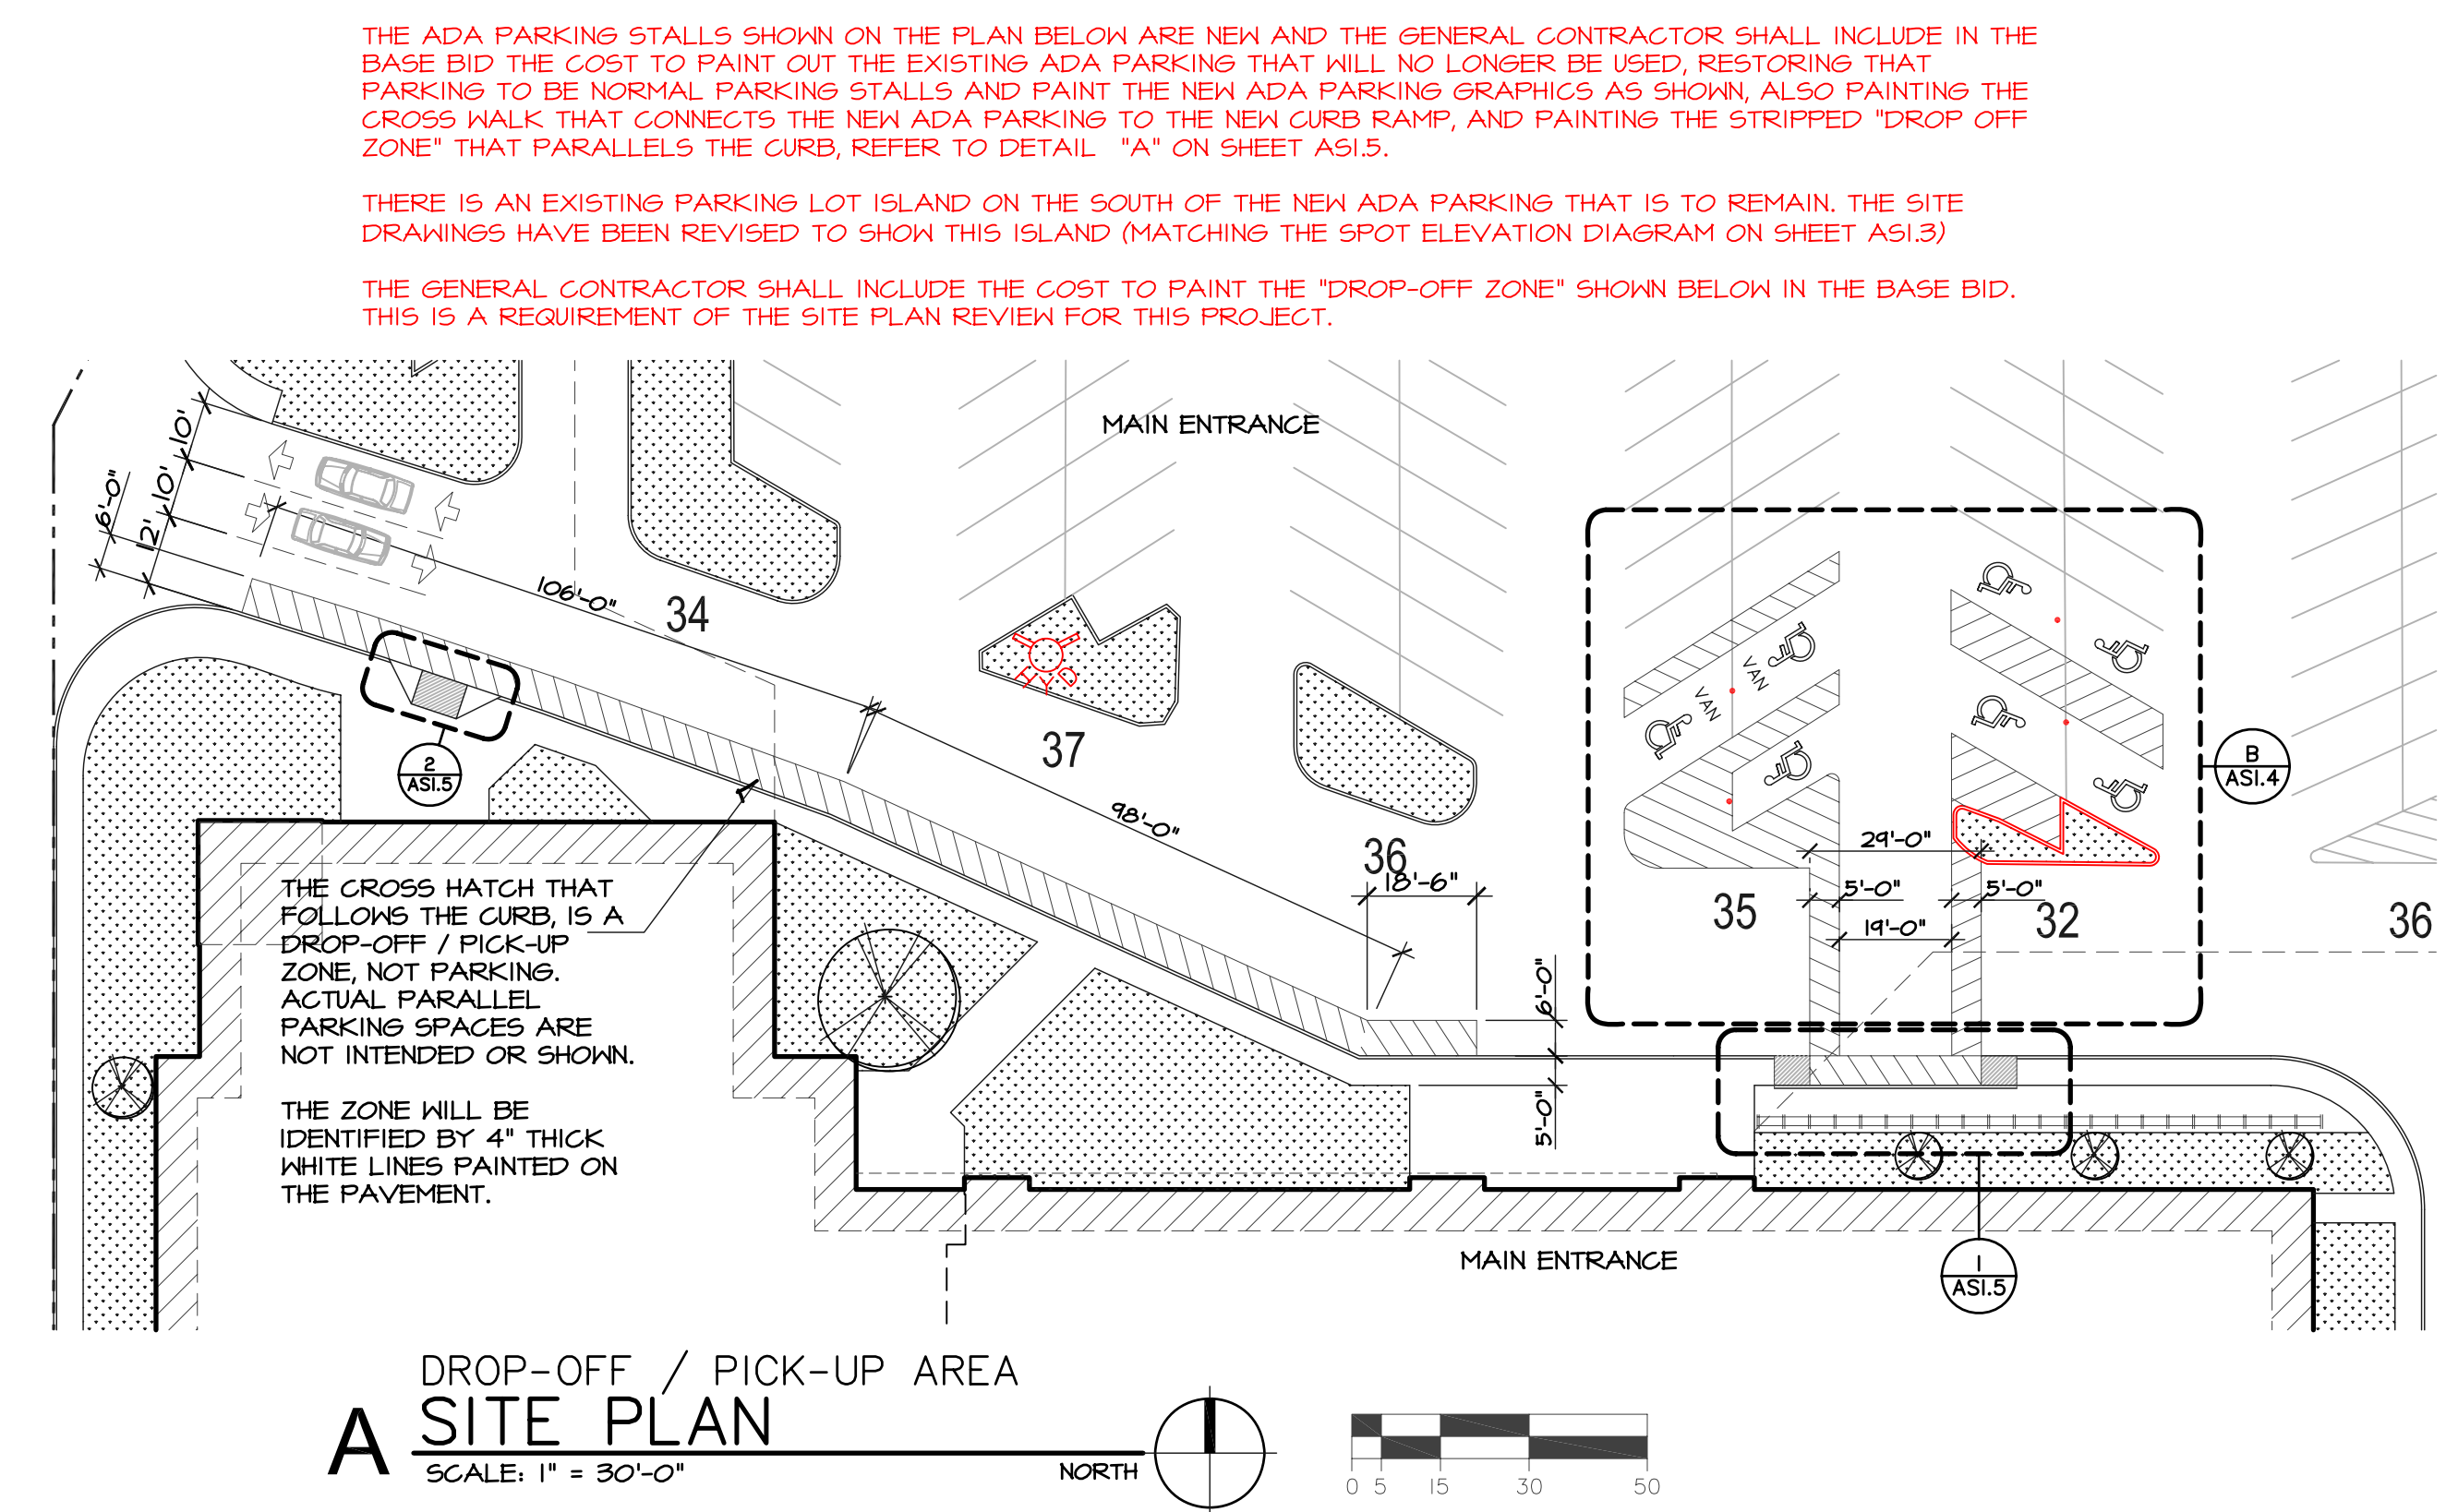 THE ADA PARKING STALLS SHOWN ON THE PLAN BELOW ARE NEW AND THE GENERAL CONTRACTOR SHALL INCLUDE IN THE
BASE BID THE COST TO PAINT OUT THE EXISTING ADA PARKING THAT WILL NO LONGER BE USED, RESTORING THAT
PARKING TO BE NORMAL PARKING STALLS AND PAINT THE NEW ADA PARKING GRAPHICS AS SHOWN, ALSO PAINTING THE
CROSS WALK THAT CONNECTS THE NEW ADA PARKING TO THE NEW CURB RAMP, AND PAINTING THE STRIPPED "DROP OFF
ZONE" THAT PARALLELS THE CURB, REFER TO DETAIL "A" ON SHEET AS1.5.
THERE IS AN EXISTING PARKING LOT ISLAND ON THE SOUTH OF THE NEW ADA PARKING THAT IS TO REMAIN. THE SITE
DRAWINGS HAVE BEEN REVISED TO SHOW THIS ISLAND (MATCHING THE SPOT ELEVATION DIAGRAM ON SHEET AS1.3)
THE GENERAL CONTRACTOR SHALL INCLUDE THE COST TO PAINT THE "DROP-OFF ZONE" SHOWN BELOW IN THE BASE BID.
THIS IS A REQUIREMENT OF THE SITE PLAN REVIEW FOR THIS PROJECT.
MAIN ENTRANCE
10'
10'
12'
6'-0"
106'-0"
34
HYD
37
98'-0"
36
18'-6"
VAN
VAN
B
AS1.4
2
AS1.5
29'-0"
5'-0"
5'-0"
19'-0"
35
32
36
6'-0"
5'-0"
THE CROSS HATCH THAT
FOLLOWS THE CURB, IS A
DROP-OFF / PICK-UP
ZONE, NOT PARKING.
ACTUAL PARALLEL
PARKING SPACES ARE
NOT INTENDED OR SHOWN.
THE ZONE WILL BE
IDENTIFIED BY 4" THICK
WHITE LINES PAINTED ON
THE PAVEMENT.
MAIN ENTRANCE
1
AS1.5
DROP-OFF / PICK-UP AREA
A SITE PLAN
SCALE: 1" = 30'-0"
NORTH
0 5 15 30 50